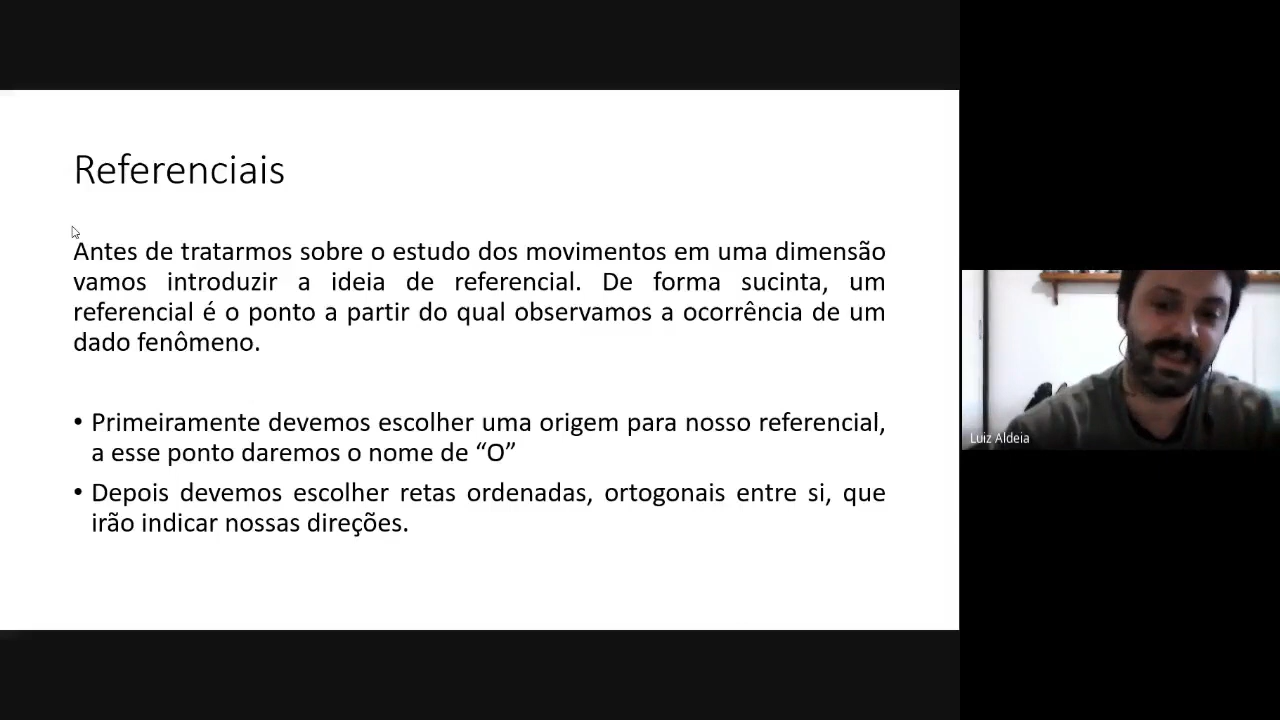 Referenciais
Antes de tratarmos sobre o estudo dos movimentos em uma dimensão
vamos introduzir a ideia de referencial. De forma sucinta, um
referencial é o ponto a partir do qual observamos a ocorrência de um
dado fenômeno.
• Primeiramente devemos escolher uma origem para nosso referencial,
a esse ponto daremos o nome de “O”
• Depois devemos escolher retas ordenadas, ortogonais entre si, que
irão indicar nossas direções.
Luiz Aldeia